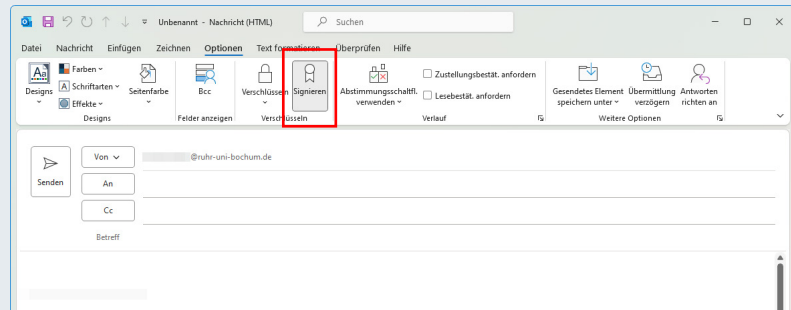 Unbenannt - Nachricht (HTML)
Suchen
Datei Nachricht Einfügen Zeichnen Optionen Text formatieren Überprüfen Hilfe
Aa Farben Schriftarten Effekte
Designs Seitenfarbe Bcc Verschlüsseln Signieren Abstimmungsschaltfl. verwenden
Zustellungsbestät. anfordern
Lesebestät. anfordern
Gesendetes Element speichern unter Übermittlung verzögern Antworten richten an
Designs Felder anzeigen Verschlüsseln Verlauf Weitere Optionen
Senden
Von @ruhr-uni-bochum.de
An
Cc
Betreff